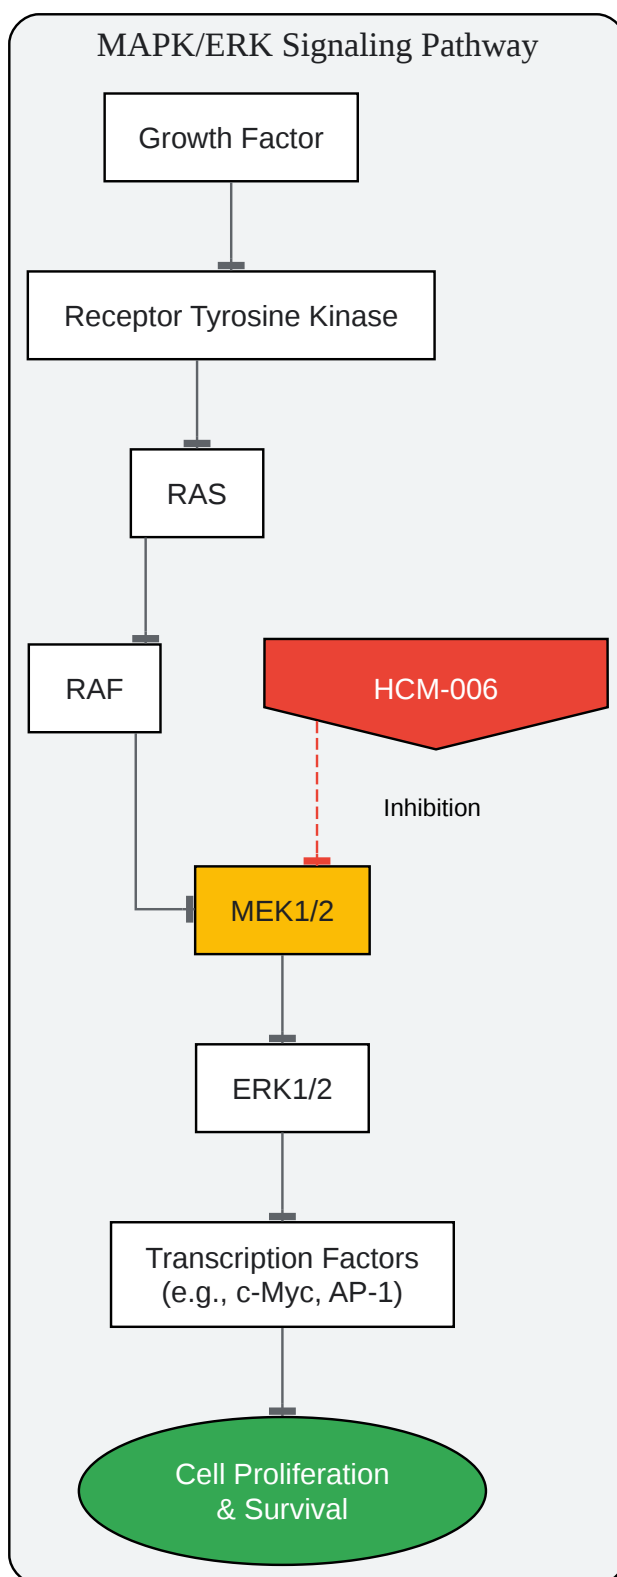 MAPK/ERK Signaling Pathway
Growth Factor
Receptor Tyrosine Kinase
RAS
RAF
HCM-006
Inhibition
MEK1/2
ERK1/2
Transcription Factors
(e.g., c-Myc, AP-1)
Cell Proliferation
& Survival